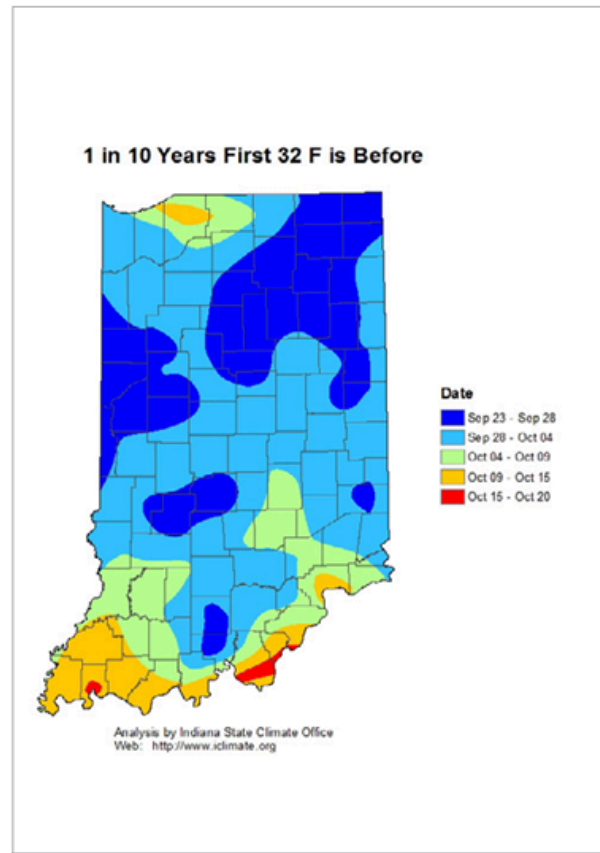 1 in 10 Years First 32 F is Before
Date
Sep 23 - Sep 28
Sep 28 - Oct 04
Oct 04 - Oct 09
Oct 09 - Oct 15
Oct 15 - Oct 20
Analysis by Indiana State Climate Office
Web: http://www.iclimate.org